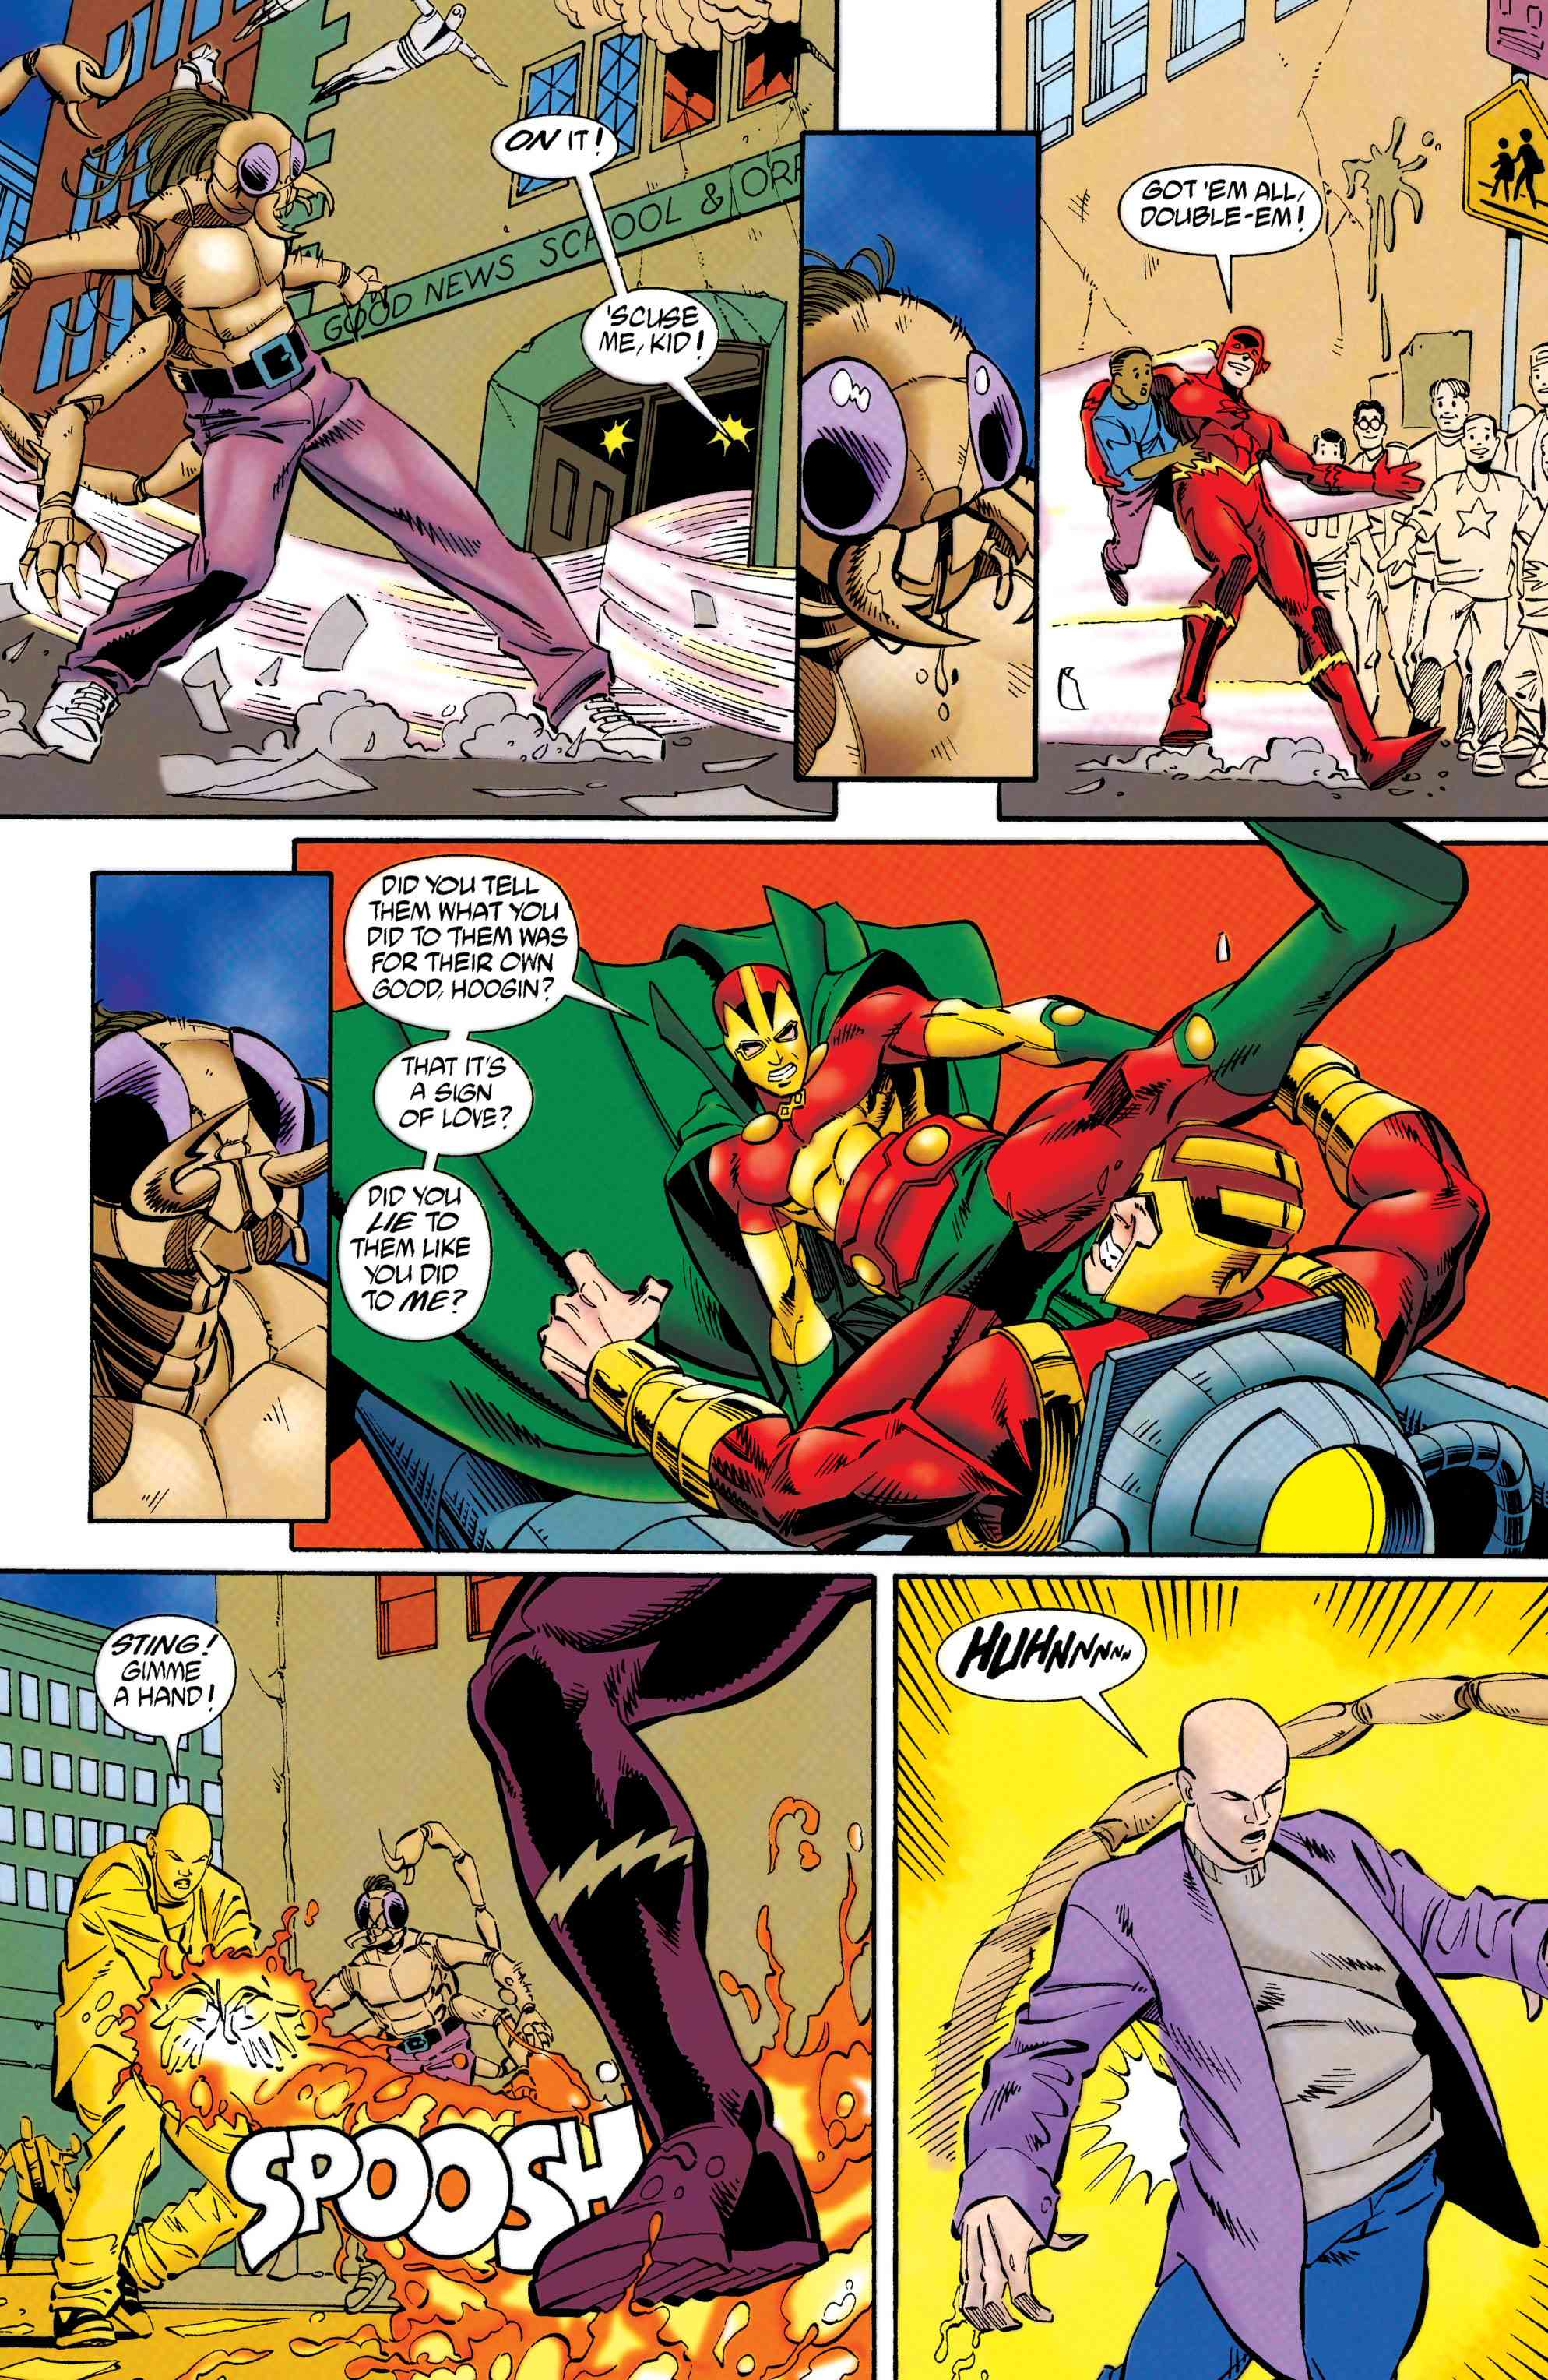 ON IT!
'SCUSE
ME, KID!
GOOD NEWS SCHOOL & ORP
GOT 'EM ALL,
DOUBLE-EM!
DID YOU TELL
THEM WHAT YOU
DID TO THEM WAS
FOR THEIR OWN
GOOD, HOOGIN?
THAT IT'S
A SIGN
OF LOVE?
DID YOU
LIE TO
THEM LIKE
YOU DID
TO ME?
STING!
GIMME
A HAND!
SPOOSH
HUHNNNNNN